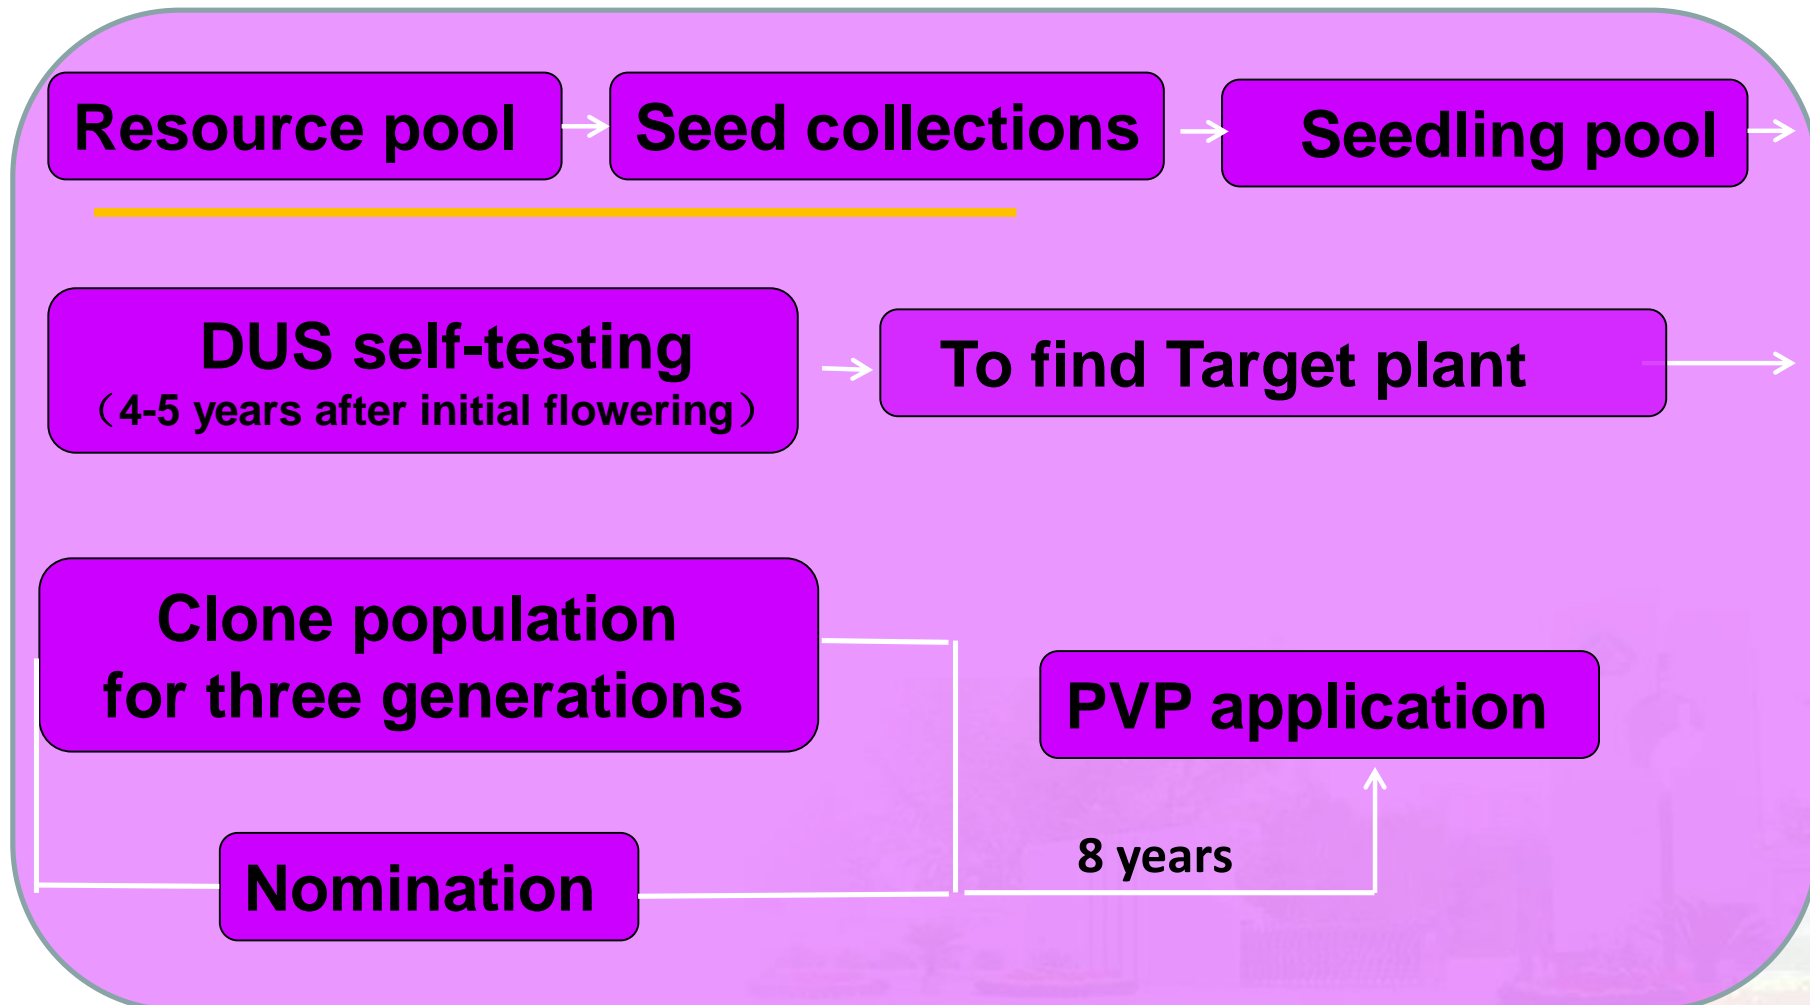 Resource pool
Seed collections
Seedling pool
DUS self-testing
（4-5 years after initial flowering）
To find Target plant
Clone population
for three generations
PVP application
8 years
Nomination